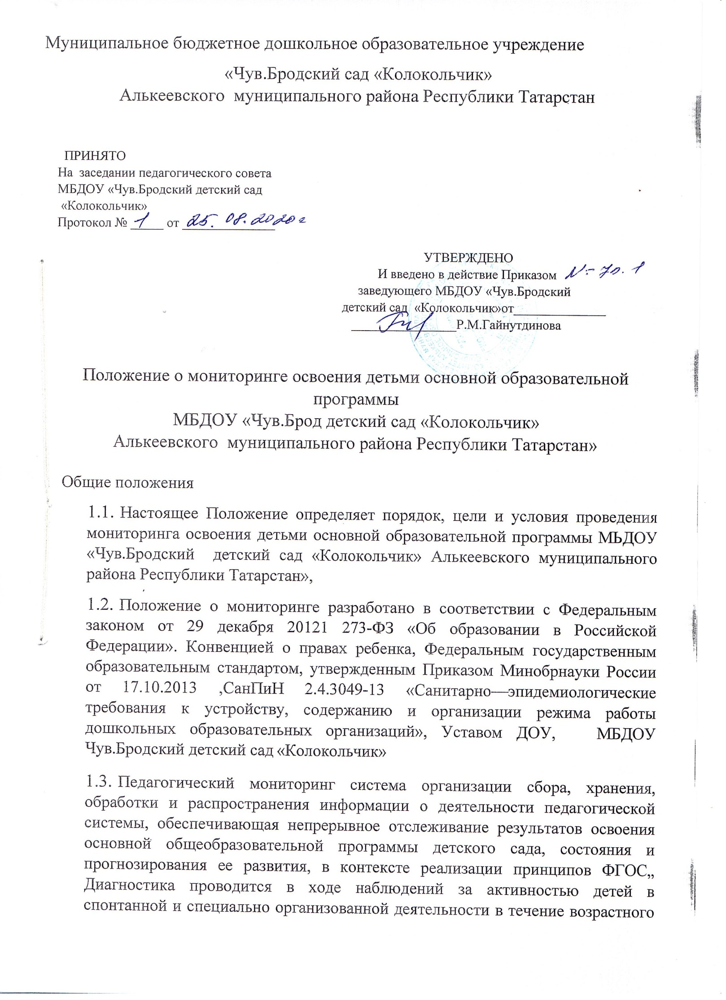 Муниципальное бюджетное дошкольное образовательное учреждение
«Чув.Бродский сад «Колокольчик»
Алькеевского муниципального района Республики Татарстан
ПРИНЯТО
На заседании педагогического совета
МБДОУ «Чув.Бродский детский сад
«Колокольчик»
Протокол № 1 от 25.08.2020г
УТВЕРЖДЕНО
И введено в действие Приказом №-70.1
заведующего МБДОУ «Чув.Бродский
детский сад «Колокольчик»от______________
________________Р.М.Гайнутдинова
Положение о мониторинге освоения детьми основной образовательной
программы
МБДОУ «Чув.Брод детский сад «Колокольчик»
Алькеевского муниципального района Республики Татарстан»
Общие положения
1.1. Настоящее Положение определяет порядок, цели и условия проведения
мониторинга освоения детьми основной образовательной программы МЬДОУ
«Чув.Бродский детский сад «Колокольчик» Алькеевского муниципального
района Республики Татарстан»,
1.2. Положение о мониторинге разработано в соответствии с Федеральным
законом от 29 декабря 20121 273-ФЗ «Об образовании в Российской
Федерации». Конвенцией о правах ребенка, Федеральным государственным
образовательным стандартом, утвержденным Приказом Минобрнауки России
от 17.10.2013 ,СанПиН 2.4.3049-13 «Санитарно—эпидемиологические
требования к устройству, содержанию и организации режима работы
дошкольных образовательных организаций», Уставом ДОУ, МБДОУ
Чув.Бродский детский сад «Колокольчик»
1.3. Педагогический мониторинг система организации сбора, хранения,
обработки и распространения информации о деятельности педагогической
системы, обеспечивающая непрерывное отслеживание результатов освоения
основной общеобразовательной программы детского сада, состояния и
прогнозирования ее развития, в контексте реализации принципов ФГОС,,
Диагностика проводится в ходе наблюдений за активностью детей в
спонтанной и специально организованной деятельности в течение возрастного